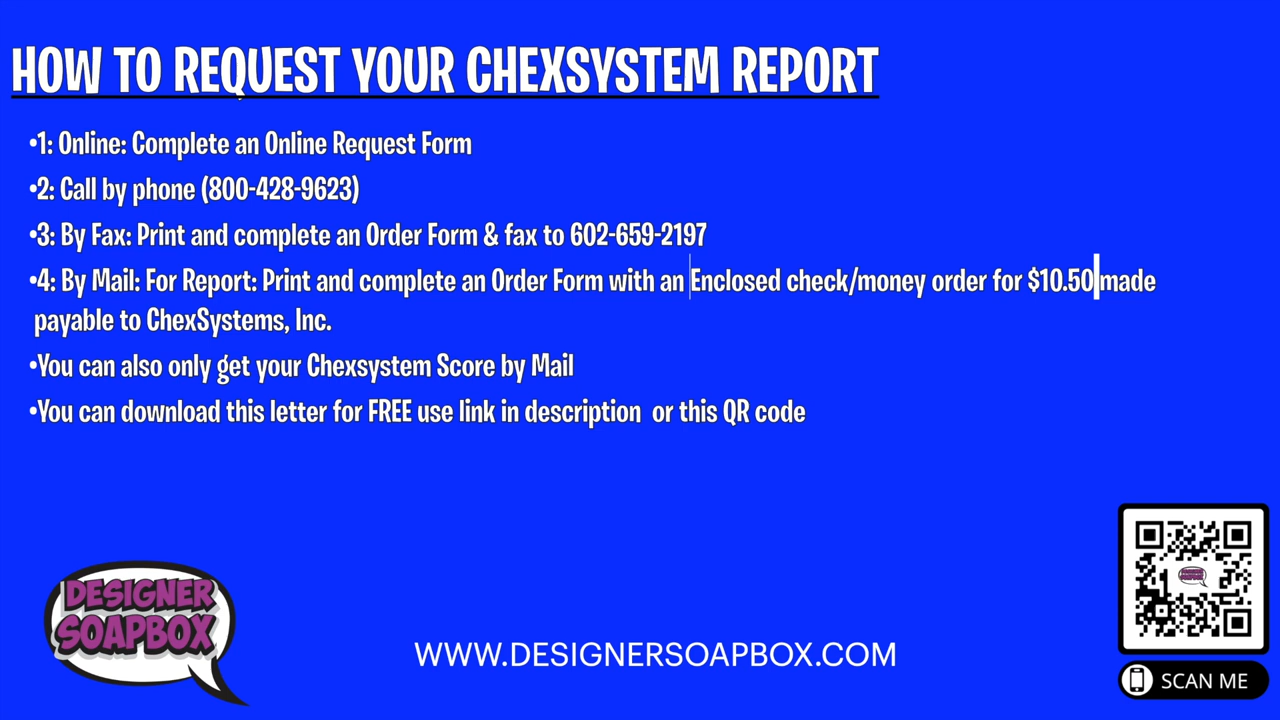 HOW TO REQUEST YOUR CHEXSYSTEM REPORT
•1: Online: Complete an Online Request Form
•2: Call by phone (800-428-9623)
•3: By Fax: Print and complete an Order Form & fax to 602-659-2197
•4: By Mail: For Report: Print and complete an Order Form with an Enclosed check/money order for $10.50 made
payable to ChexSystems, Inc.
•You can also only get your Chexsystem Score by Mail
•You can download this letter for FREE use link in description or this QR code
DESIGNER
SOAPBOX
WWW.DESIGNERSOAPBOX.COM
SCAN ME